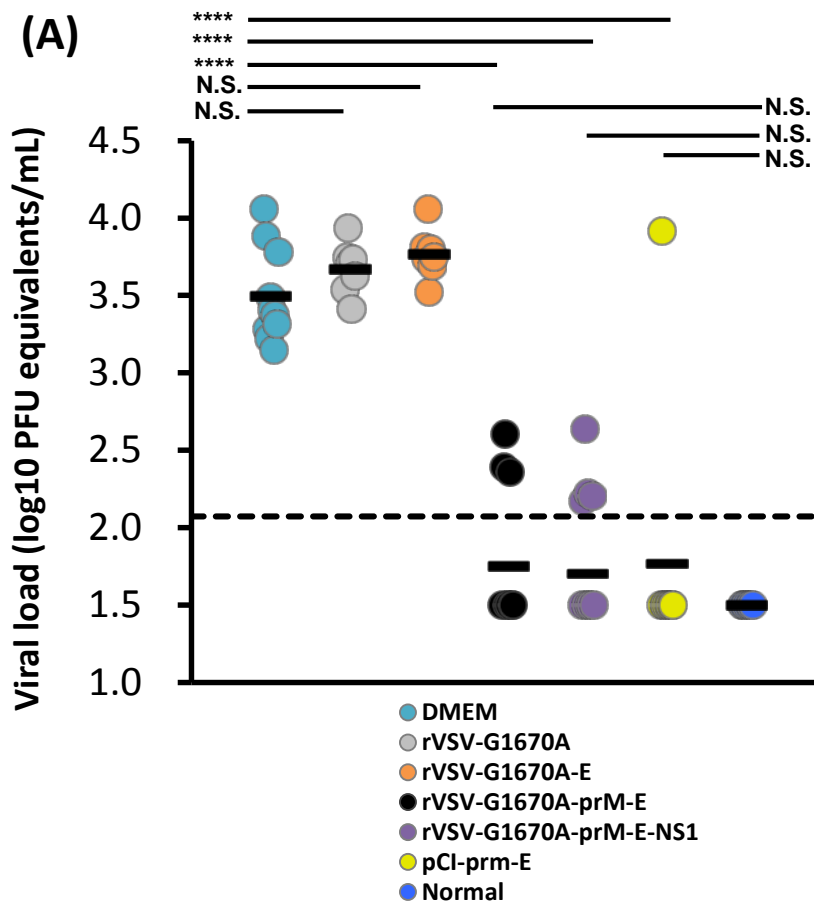 (A)
****
****
****
N.S.
N.S.
N.S.
N.S.
N.S.
Viral load (log10 PFU equivalents/mL)
4.5
4.0
3.5
3.0
2.5
2.0
1.5
1.0
DMEM
rVSV-G1670A
rVSV-G1670A-E
rVSV-G1670A-prM-E
rVSV-G1670A-prM-E-NS1
pCI-prm-E
Normal